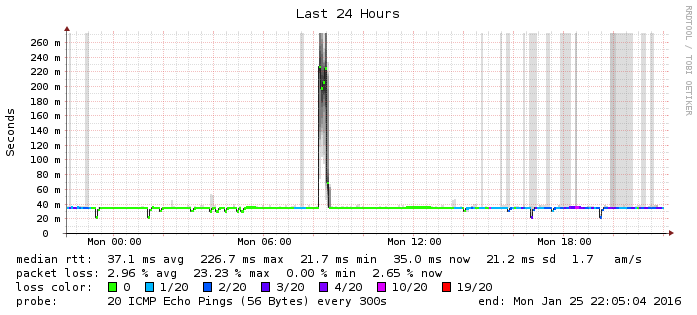 Last 24 Hours
RRDTOOL / TOBI OETIKER
Seconds
260 m
240 m
220 m
200 m
180 m
160 m
140 m
120 m
100 m
80 m
60 m
40 m
20 m
0
Mon 00:00 Mon 06:00 Mon 12:00 Mon 18:00
median rtt: 37.1 ms avg 226.7 ms max 21.7 ms min 35.0 ms now 21.2 ms sd 1.7 am/s
packet loss: 2.96 % avg 23.23 % max 0.00 % min 2.65 % now
loss color: 0 1/20 2/20 3/20 4/20 10/20 19/20
probe: 20 ICMP Echo Pings (56 Bytes) every 300s end: Mon Jan 25 22:05:04 2016